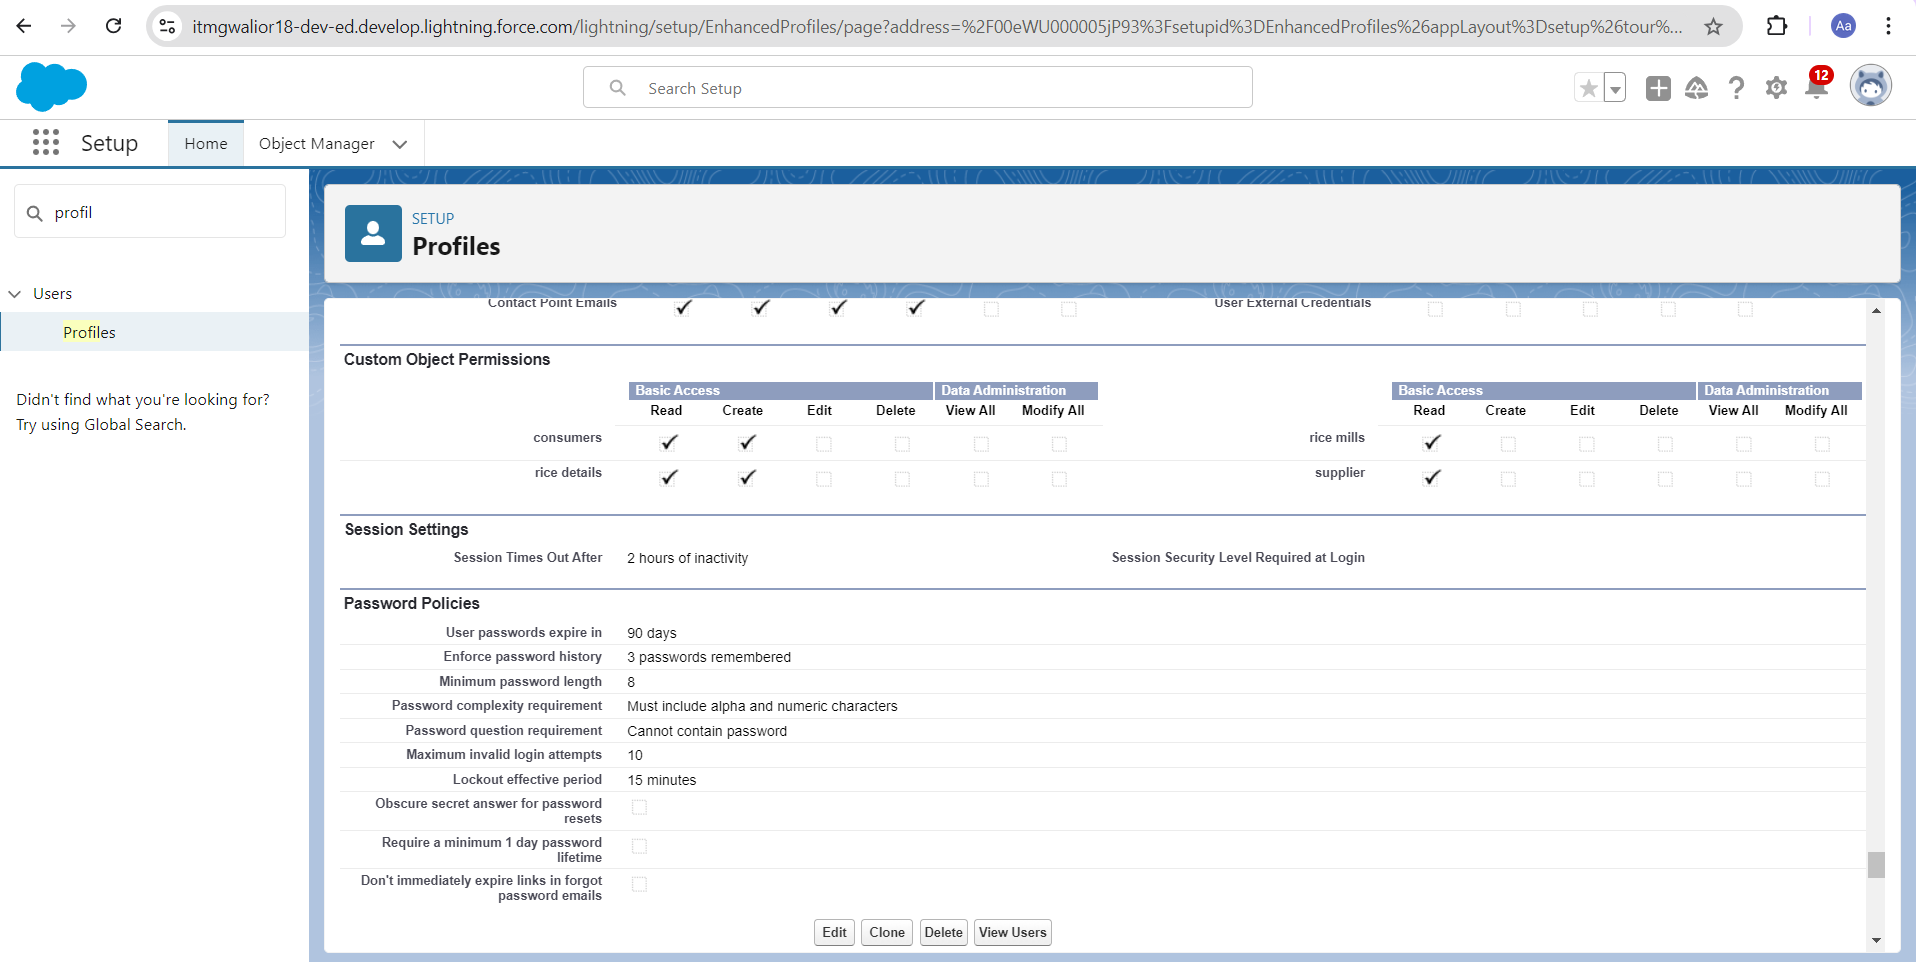 itmgwalior18-dev-ed.develop.lightning.force.com/lightning/setup/EnhancedProfiles/page?address=%2F00eWU000005jP93%3Fsetupid%3DEnhancedProfiles%26appLayout%3Dsetup%26tour%...
Aa
Search Setup
12
Setup
Home
Object Manager
profil
Users
Profiles
Didn't find what you're looking for?
Try using Global Search.
SETUP
Profiles
Contact Point Emails
User External Credentials
Custom Object Permissions
Basic Access Data Administration Basic Access Data Administration
Read Create Edit Delete View All Modify All Read Create Edit Delete View All Modify All
consumers rice mills
rice details supplier
Session Settings
Session Times Out After 2 hours of inactivity Session Security Level Required at Login
Password Policies
User passwords expire in 90 days
Enforce password history 3 passwords remembered
Minimum password length 8
Password complexity requirement Must include alpha and numeric characters
Password question requirement Cannot contain password
Maximum invalid login attempts 10
Lockout effective period 15 minutes
Obscure secret answer for password
resets
Require a minimum 1 day password
lifetime
Don't immediately expire links in forgot
password emails
Edit Clone Delete View Users